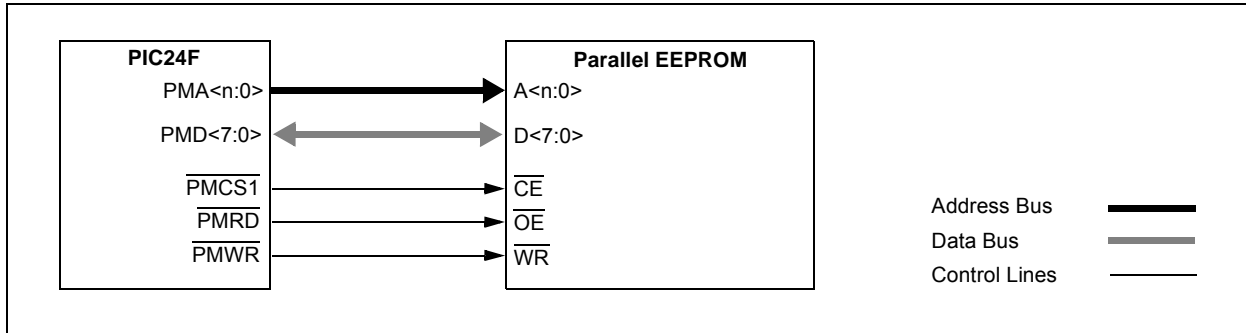 PIC24F
PMA<n:0>
PMD<7:0>
PMCS1
PMRD
PMWR
Parallel EEPROM
A<n:0>
D<7:0>
CE
OE
WR
Address Bus
Data Bus
Control Lines